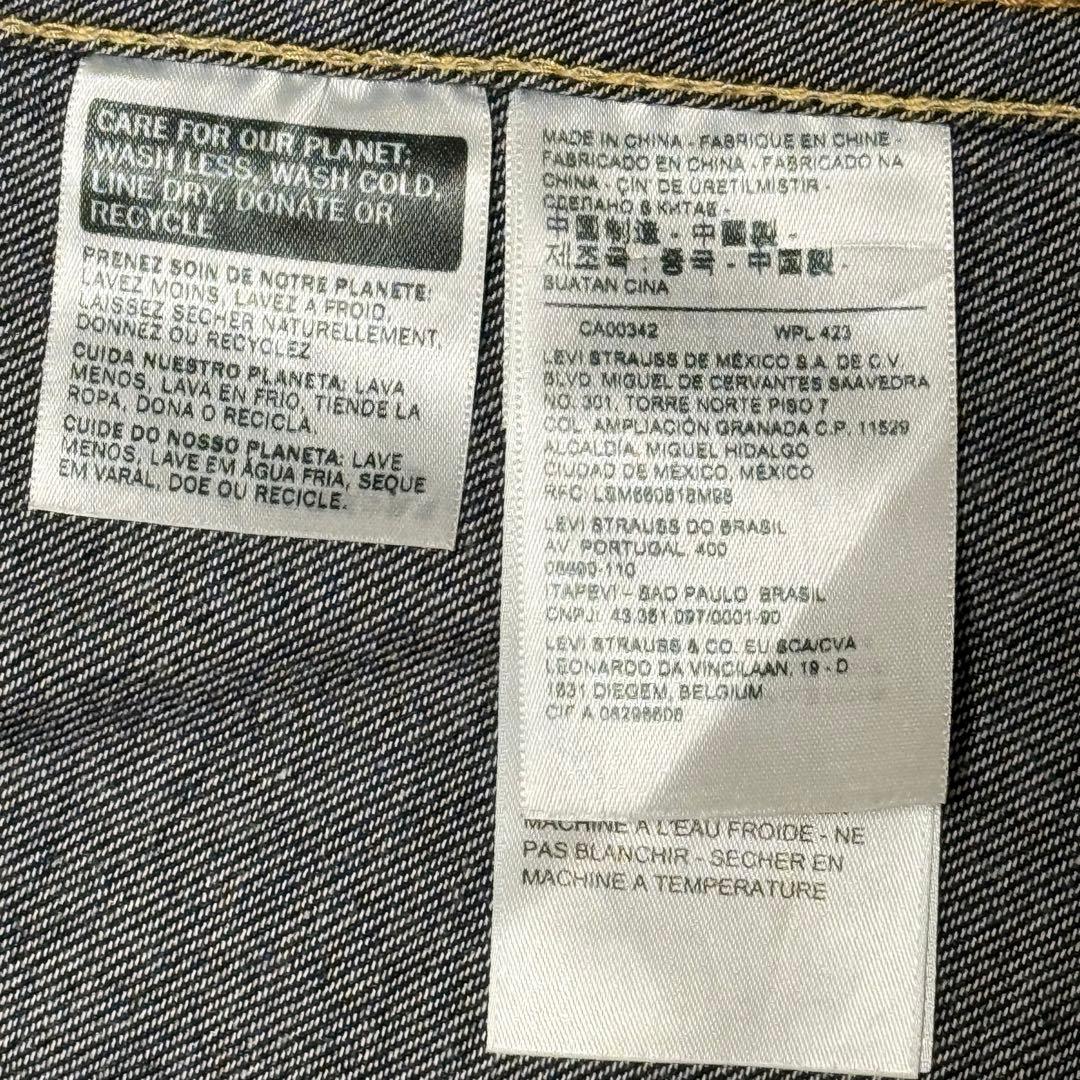 CARE FOR OUR PLANET:
WASH LESS, WASH COLD,
LINE DRY, DONATE OR
RECYCLE
PRENEZ SOIN DE NOTRE PLANETE:
LAVEZ MOINS, LAVEZ A FROID,
LAISSEZ SECHER NATURELLEMENT,
DONNEZ OU RECYCLEZ
CUIDA NUESTRO PLANETA: LAVA
MENOS, LAVA EN FRIO, TIENDE LA
ROPA, DONA O RECICLA.
CUIDE DO NOSSO PLANETA: LAVE
MENOS, LAVE EM ÁGUA FRIA, SEQUE
EM VARAL, DOE OU RECICLE.
MADE IN CHINA - FABRIQUE EN CHINE -
FABRICADO EN CHINA - FABRICADO NA
CHINA - ÇIN' DE ÜRETILMISTIR -
СДЕЛАНО В КИТАЕ -
中國制造 - 中國製 -
제조국 : 중국 - 中國製 -
BUATAN CINA
CA00342 WPL 423
LEVI STRAUSS DE MÉXICO S.A. DE C.V.
BLVD. MIGUEL DE CERVANTES SAAVEDRA
NO. 301, TORRE NORTE PISO 7
COL. AMPLIACIÓN GRANADA C.P. 11529
ALCALDÍA, MIGUEL HIDALGO
CIUDAD DE MÉXICO, MÉXICO
RFC:
LEVI STRAUSS DO BRASIL
AV. PORTUGAL, 400
ITAPEVI - SAO PAULO BRASIL
CNPJ:
LEVI STRAUSS & CO. EU SCA/CVA
LEONARDO DA VINCILAAN, 19 - D
1831 DIEGEM, BELGIUM
CIF A
MACHINE A L'EAU FROIDE - NE
PAS BLANCHIR - SECHER EN
MACHINE A TEMPERATURE